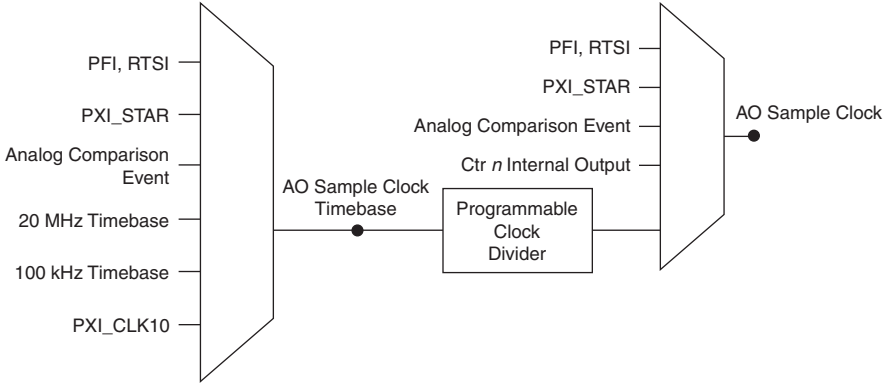 PFI, RTSI
PXI_STAR
Analog Comparison
Event
20 MHz Timebase
100 kHz Timebase
PXI_CLK10
AO Sample Clock
Timebase
Programmable
Clock
Divider
PFI, RTSI
PXI_STAR
Analog Comparison Event
Ctr n Internal Output
AO Sample Clock